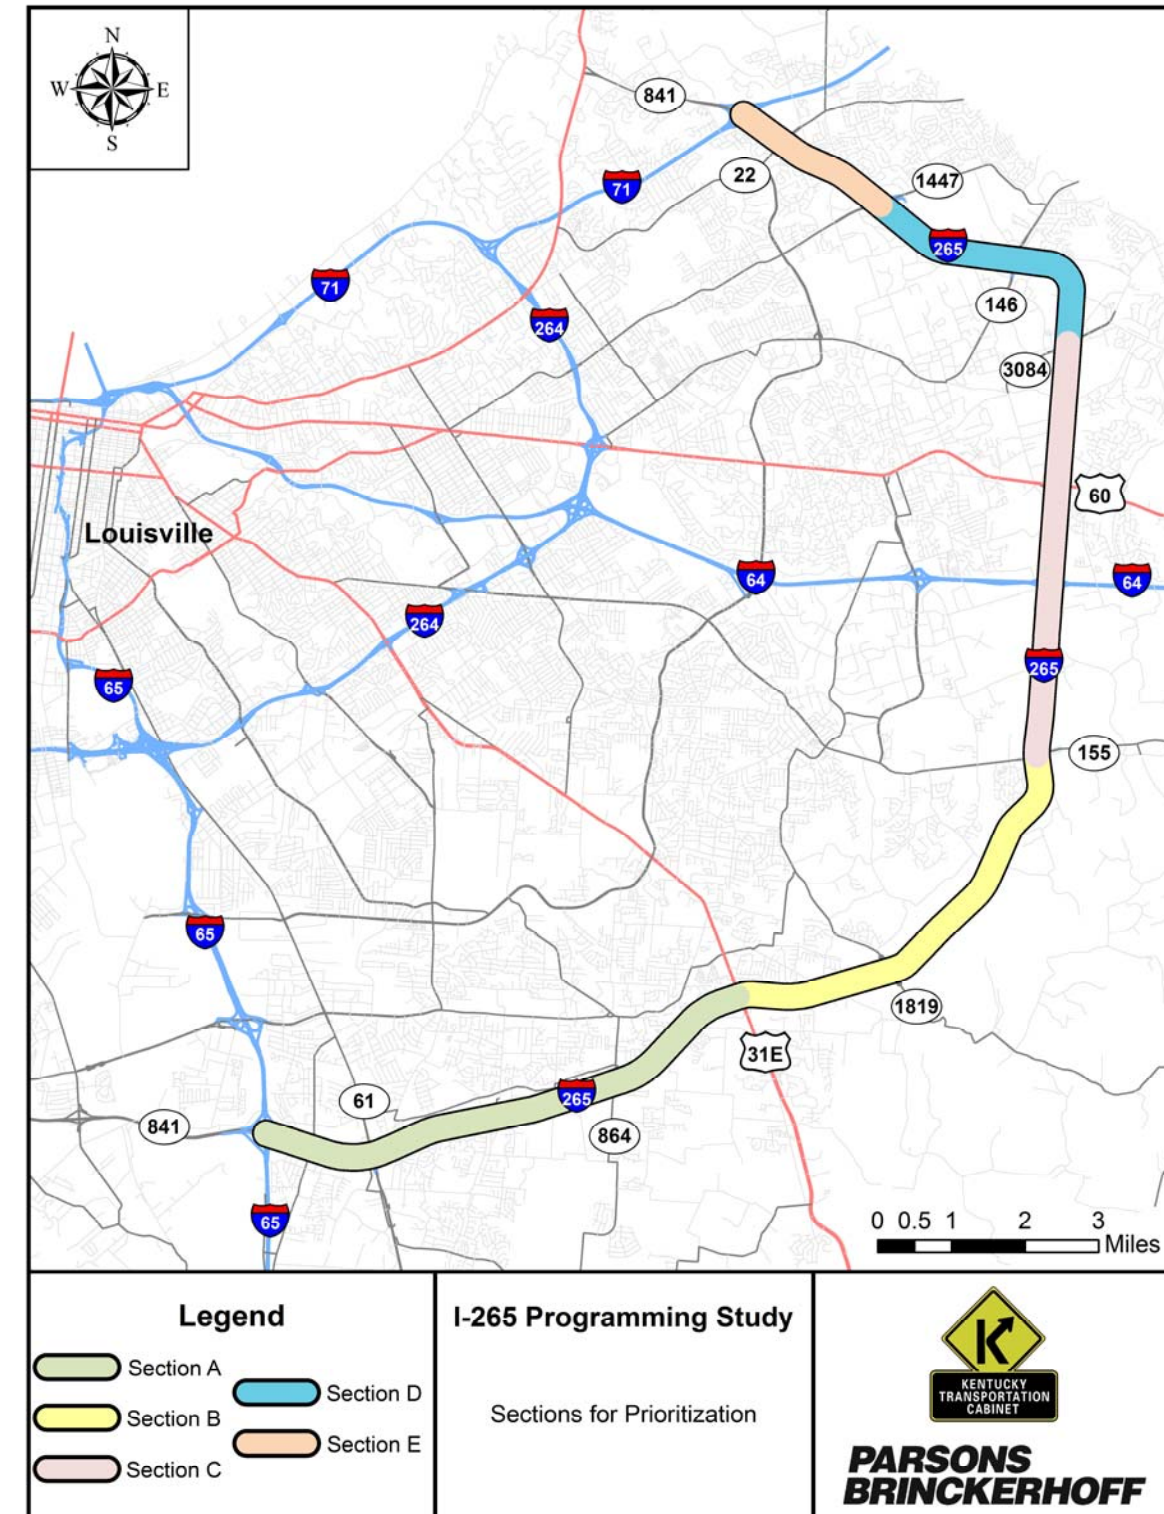 N
W
E
S
841
22
1447
71
265
71
146
264
3084
60
Louisville
64
64
264
265
65
155
65
1819
31E
265
61
864
841
65
0 0.5 1 2 3
Miles
Legend
Section A
Section B
Section C
Section D
Section E
I-265 Programming Study
Sections for Prioritization
KENTUCKY
TRANSPORTATION
CABINET
PARSONS
BRINCKERHOFF